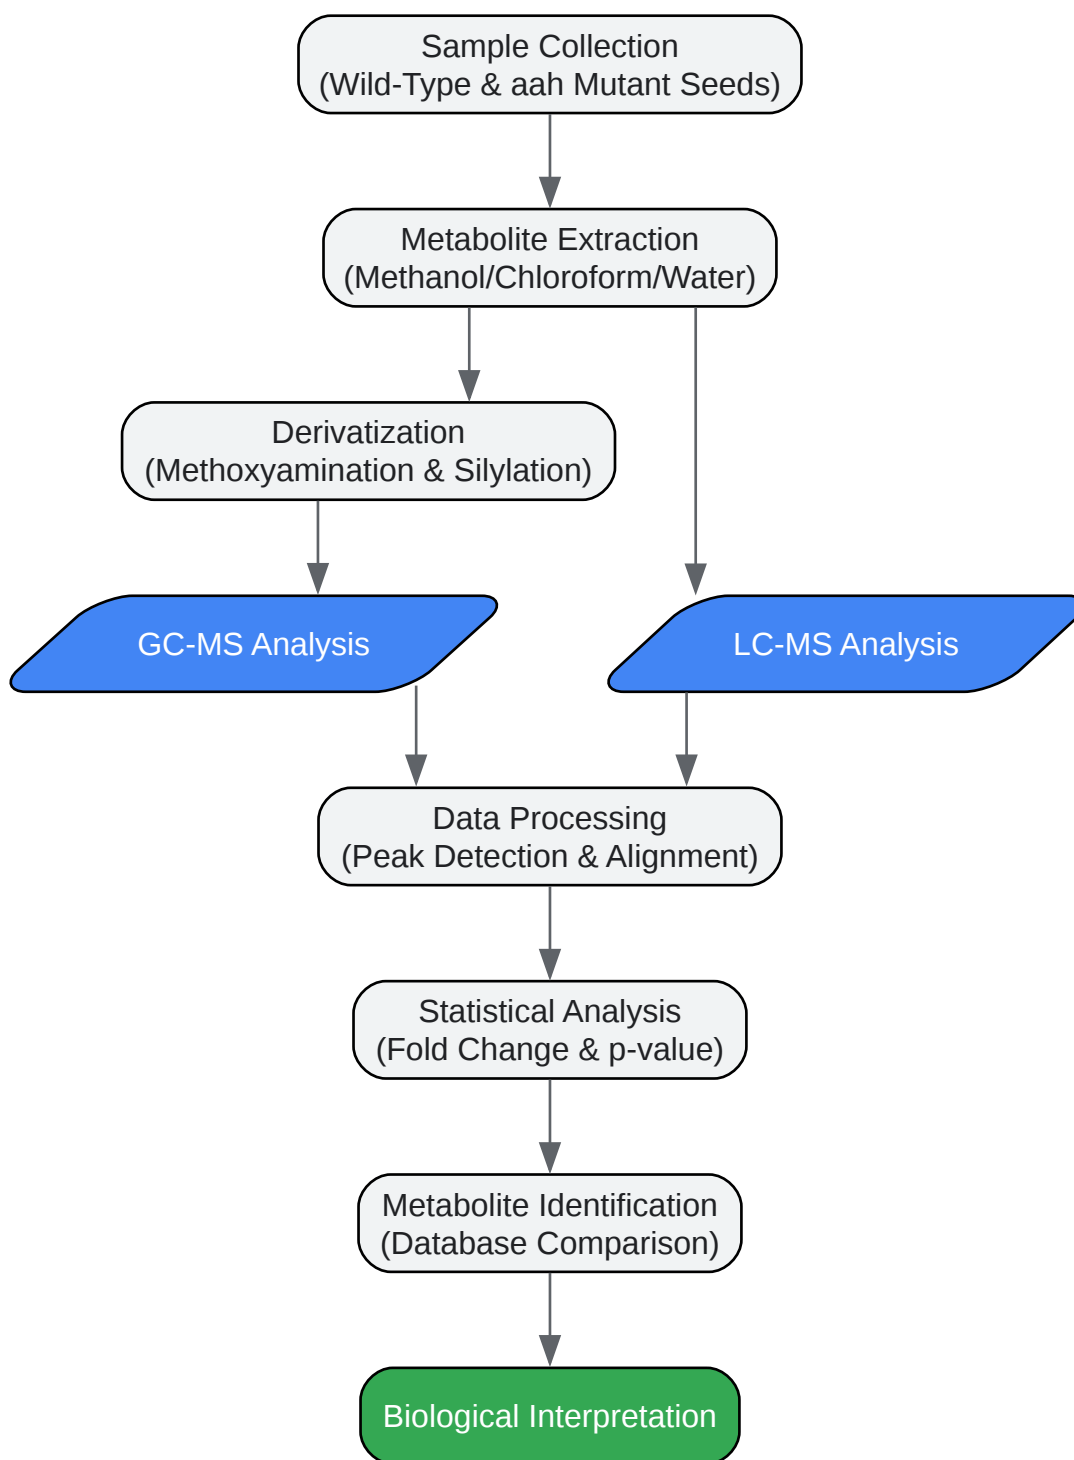 Sample Collection
(Wild-Type & aah Mutant Seeds)
Metabolite Extraction
(Methanol/Chloroform/Water)
Derivatization
(Methoxyamination & Silylation)
GC-MS Analysis
LC-MS Analysis
Data Processing
(Peak Detection & Alignment)
Statistical Analysis
(Fold Change & p-value)
Metabolite Identification
(Database Comparison)
Biological Interpretation